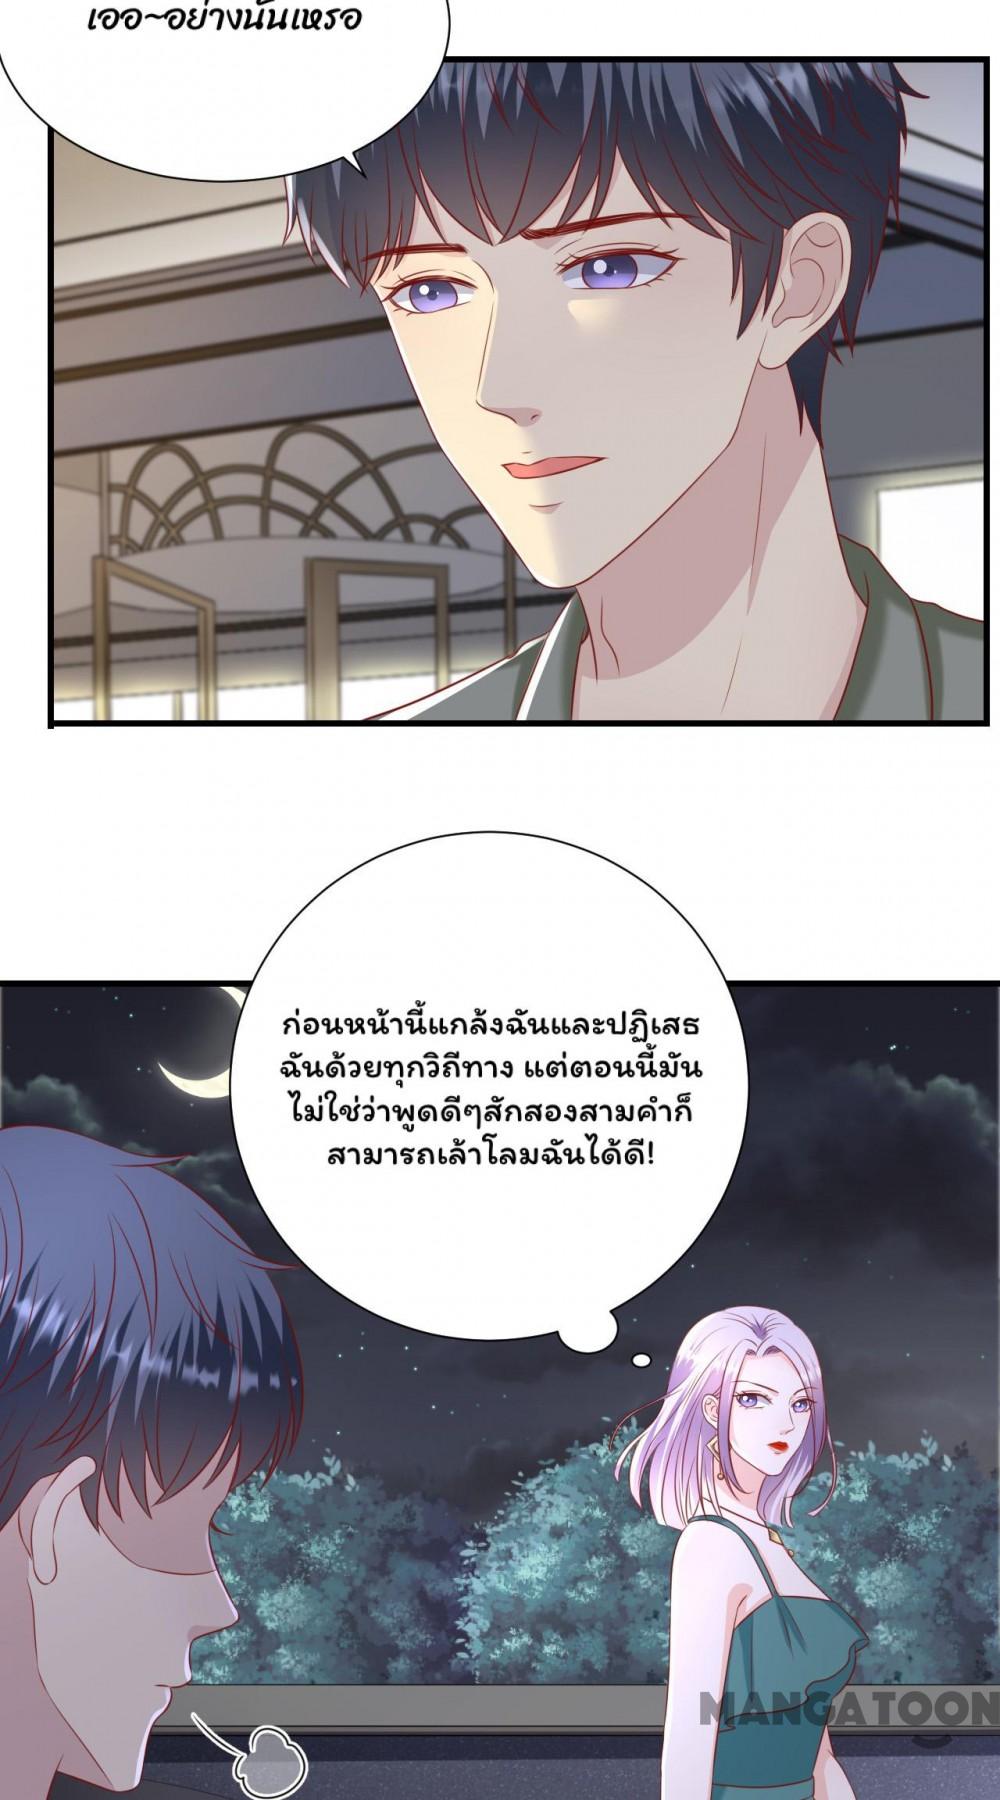 เออ~อย่างนั้นเหรอ
ก่อนหน้านี้แกล้งฉันและปฏิเสธ
ฉันด้วยทุกวิถีทาง แต่ตอนนี้มัน
ไม่ใช่ว่าพูดดีๆสักสองสามคำก็
สามารถเล้าโลมฉันได้ดี!
MANGATOON